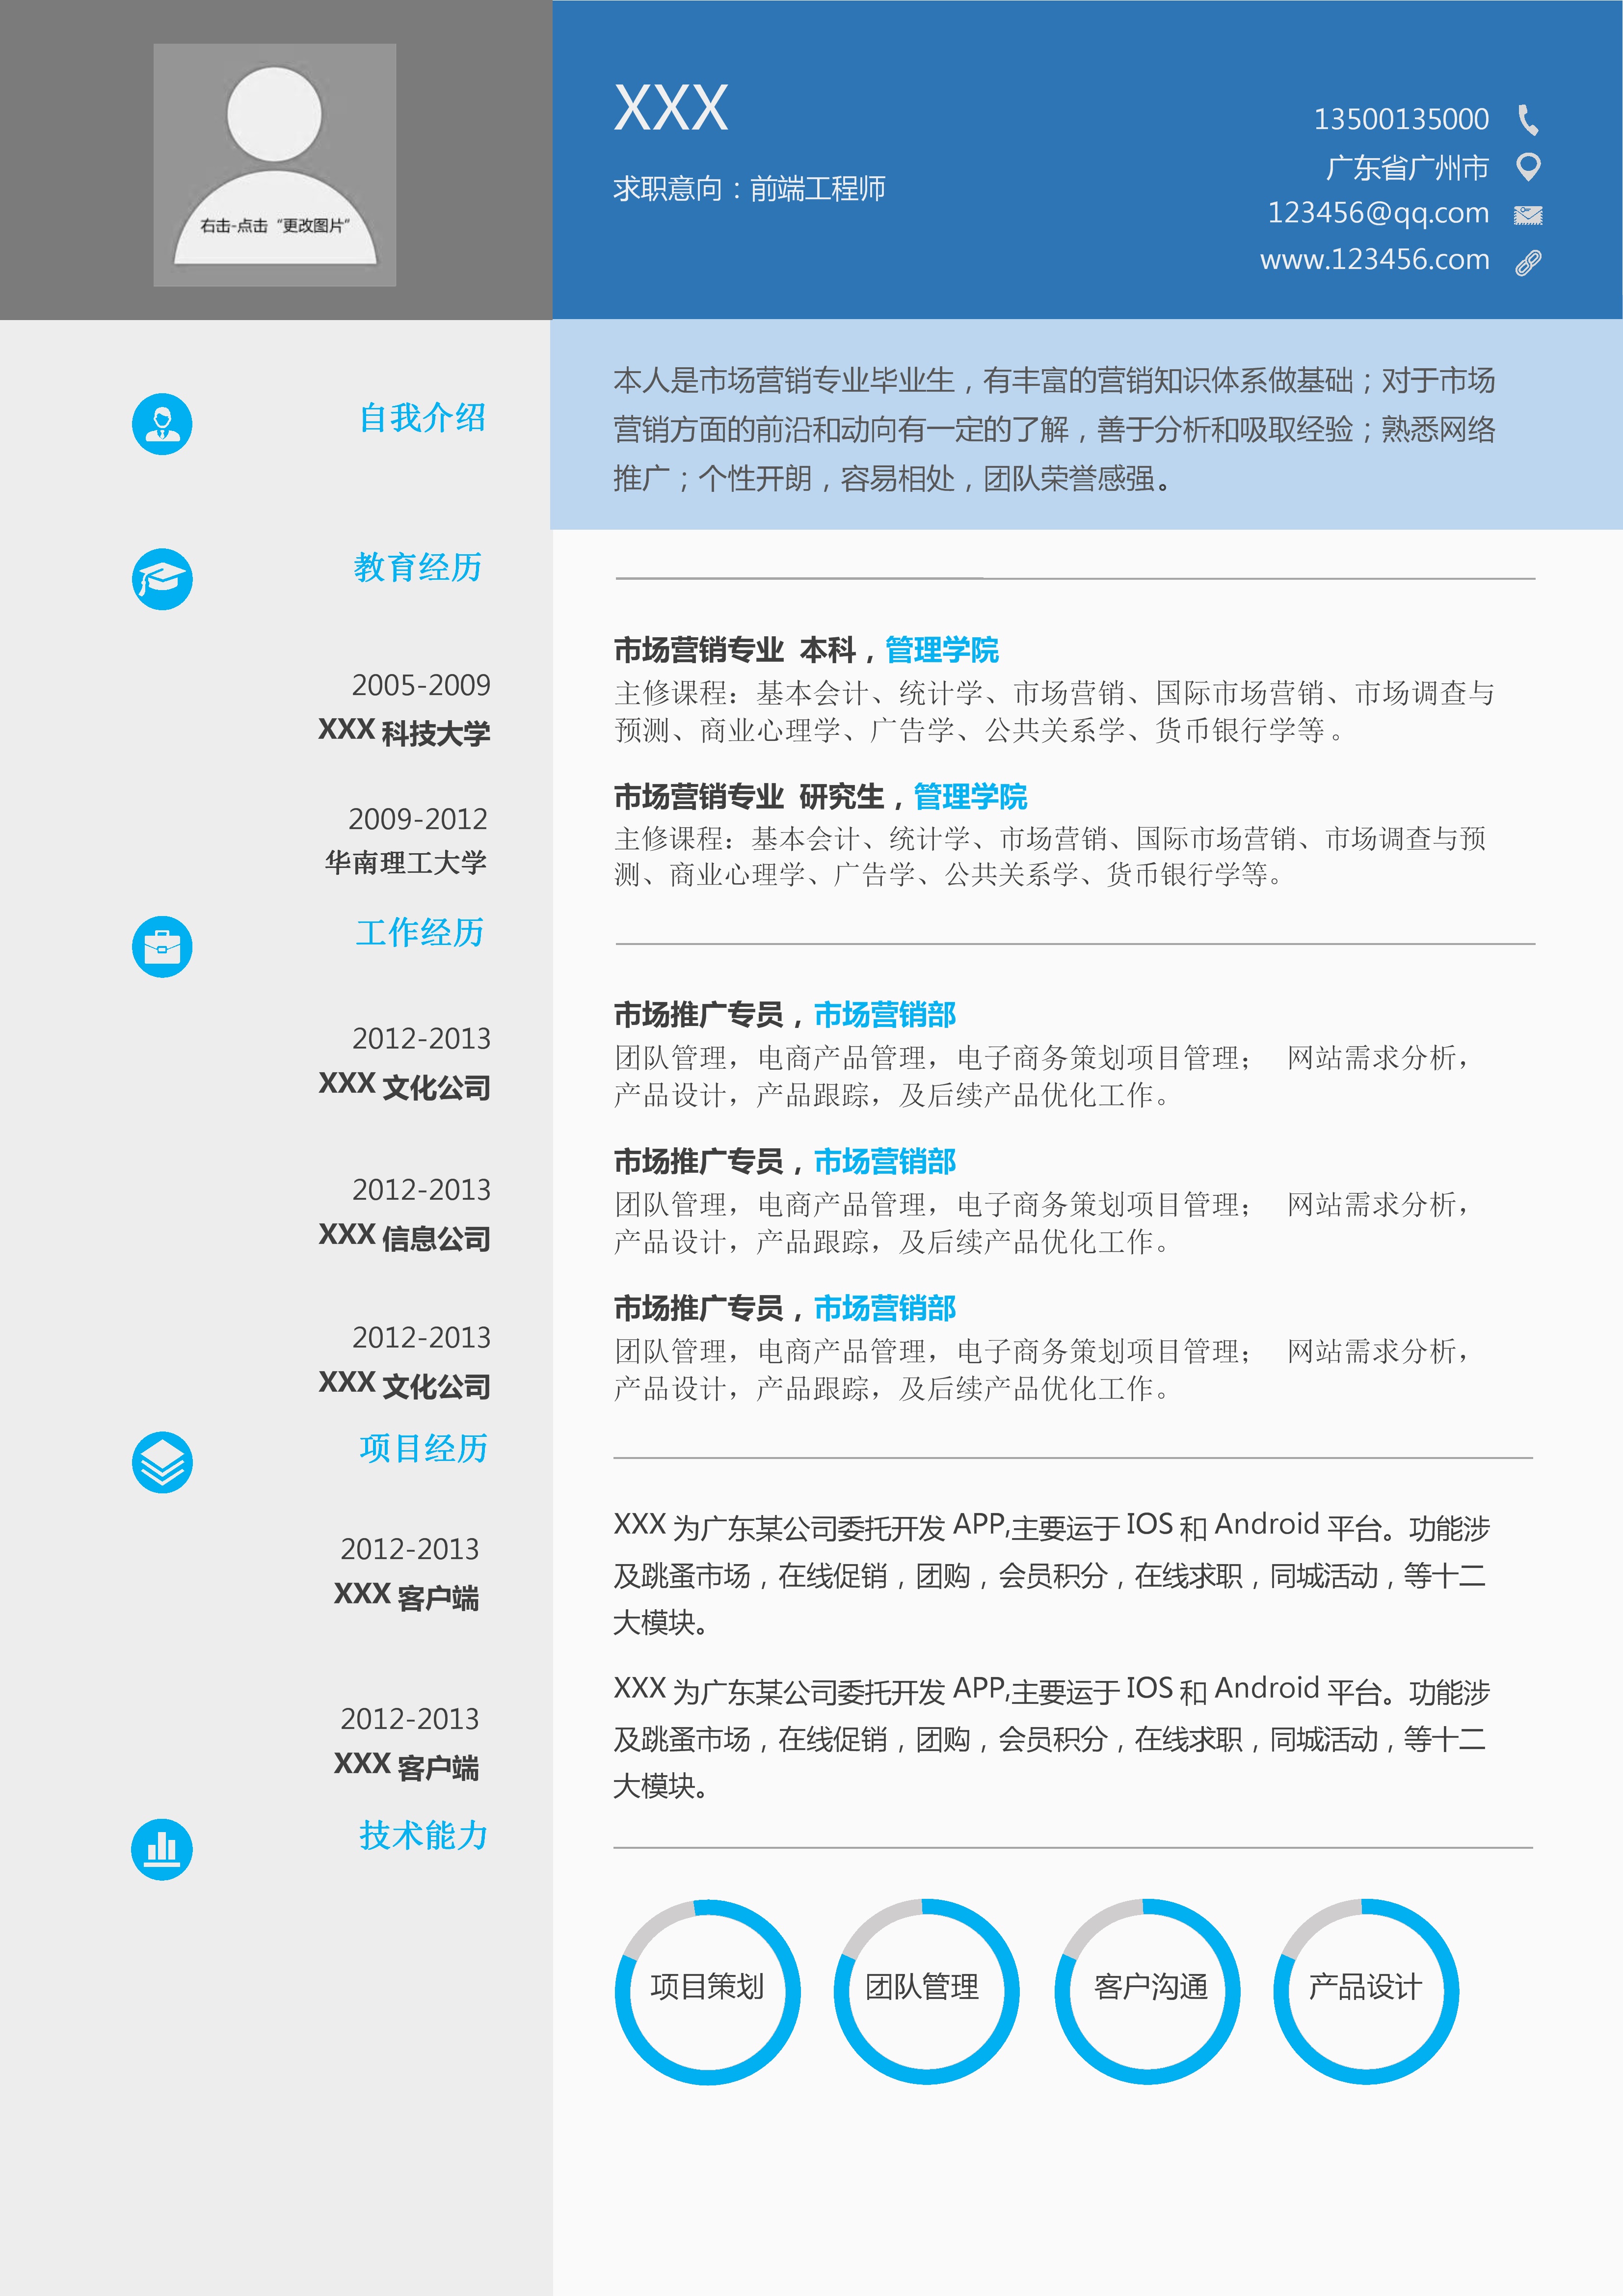 右击-点击“更改图片”
XXX
求职意向：前端工程师
13500135000
广东省广州市
123456@qq.com
www.123456.com
自我介绍
本人是市场营销专业毕业生，有丰富的营销知识体系做基础；对于市场
营销方面的前沿和动向有一定的了解，善于分析和吸取经验；熟悉网络
推广；个性开朗，容易相处，团队荣誉感强。
教育经历
2005-2009
XXX 科技大学
市场营销专业 本科，管理学院
主修课程：基本会计、统计学、市场营销、国际市场营销、市场调查与
预测、商业心理学、广告学、公共关系学、货币银行学等。
2009-2012
华南理工大学
市场营销专业 研究生，管理学院
主修课程：基本会计、统计学、市场营销、国际市场营销、市场调查与预
测、商业心理学、广告学、公共关系学、货币银行学等。
工作经历
2012-2013
XXX 文化公司
市场推广专员，市场营销部
团队管理，电商产品管理，电子商务策划项目管理； 网站需求分析，
产品设计，产品跟踪，及后续产品优化工作。
2012-2013
XXX 信息公司
市场推广专员，市场营销部
团队管理，电商产品管理，电子商务策划项目管理； 网站需求分析，
产品设计，产品跟踪，及后续产品优化工作。
2012-2013
XXX 文化公司
市场推广专员，市场营销部
团队管理，电商产品管理，电子商务策划项目管理； 网站需求分析，
产品设计，产品跟踪，及后续产品优化工作。
项目经历
2012-2013
XXX 客户端
XXX 为广东某公司委托开发 APP,主要运于 IOS 和 Android 平台。功能涉
及跳蚤市场，在线促销，团购，会员积分，在线求职，同城活动，等十二
大模块。
2012-2013
XXX 客户端
XXX 为广东某公司委托开发 APP,主要运于 IOS 和 Android 平台。功能涉
及跳蚤市场，在线促销，团购，会员积分，在线求职，同城活动，等十二
大模块。
技术能力
项目策划
团队管理
客户沟通
产品设计